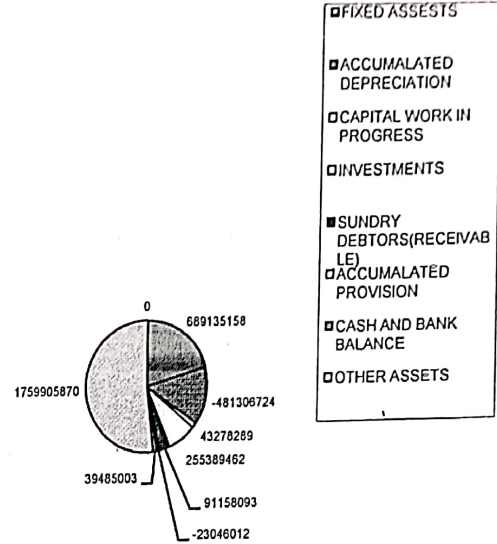 FIXED ASSESTS
ACCUMALATED
DEPRECIATION
CAPITAL WORK IN
PROGRESS
INVESTMENTS
SUNDRY
DEBTORS(RECEIVAB
LE)
ACCUMALATED
PROVISION
CASH AND BANK
BALANCE
OTHER ASSETS
0
689135158
1759905870
-481306724
43278289
255389462
39485003
91158093
-23046012